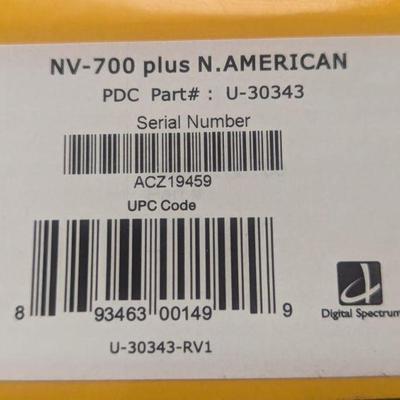 NV-700 plus N.AMERICAN
PDC Part# : U-30343
Serial Number
ACZ19459
UPC Code
8 93463 00149 9
Digital Spectrum
U-30343-RV1